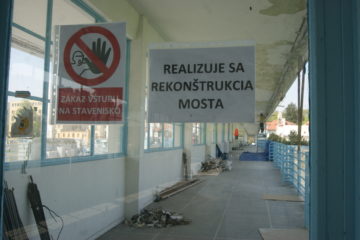 ZÁKAZ VSTUPU
NA STAVENISKO
REALIZUJE SA
REKONŠTRUKCIA
MOSTA